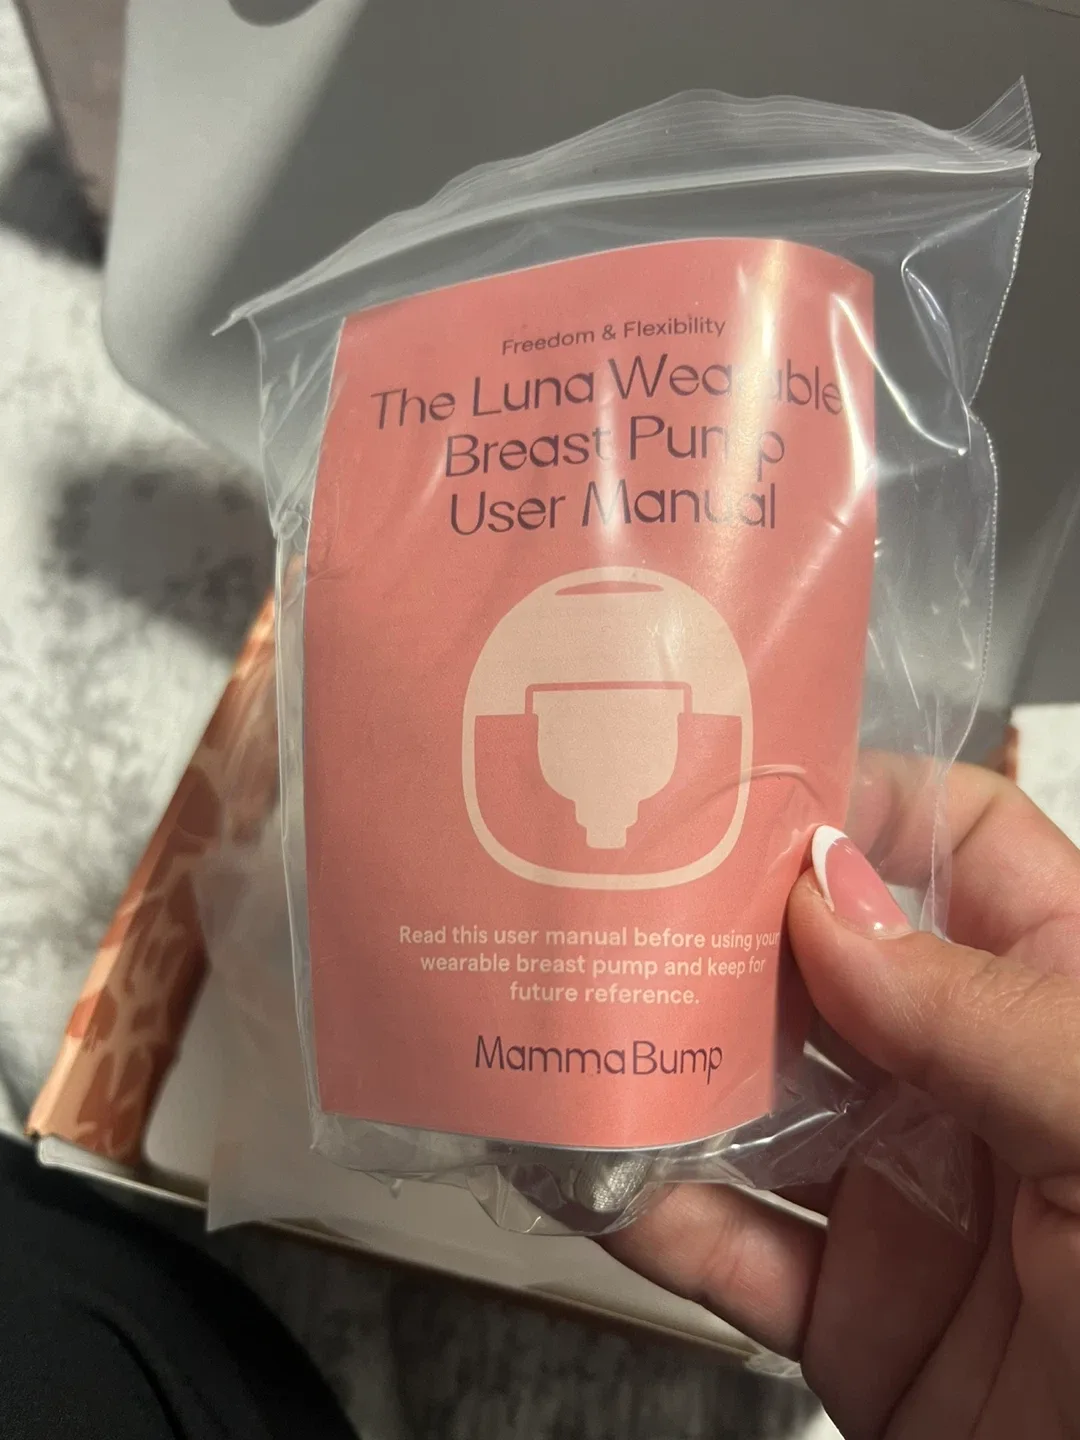 Freedom & Flexibility
The Luna Wearable
Breast Pump
User Manual
Read this user manual before using your
wearable breast pump and keep for
future reference.
MammaBump